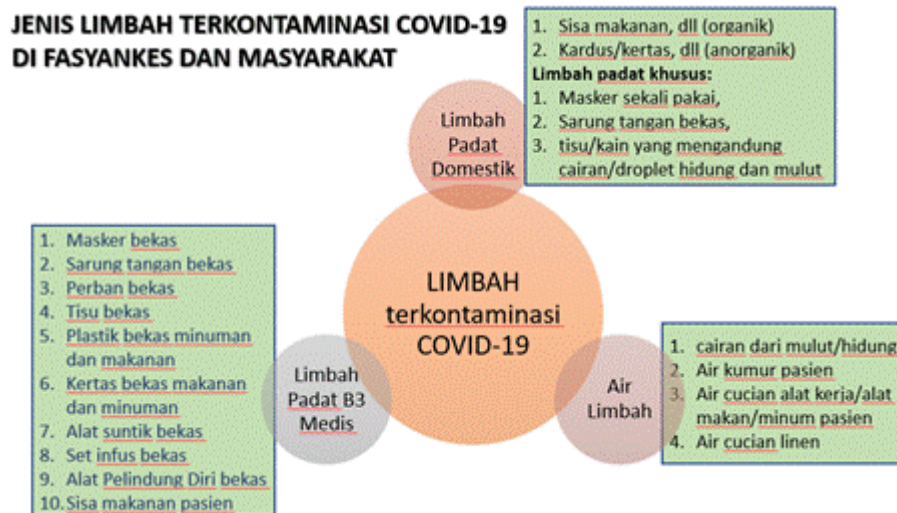 JENIS LIMBAH TERKONTAMINASI COVID-19
DI FASYANKES DAN MASYARAKAT
1. Sisa makanan, dll (organik)
2. Kardus/kertas, dll (anorganik)
Limbah padat khusus:
1. Masker sekali pakai,
2. Sarung tangan bekas,
3. tisu/kain yang mengandung
cairan/droplet hidung dan mulut
Limbah
Padat
Domestik
1. Masker bekas
2. Sarung tangan bekas
3. Perban bekas
4. Tisu bekas
5. Plastik bekas minuman
dan makanan
6. Kertas bekas makanan
dan minuman
7. Alat suntik bekas
8. Set infus bekas
9. Alat Pelindung Diri bekas
10. Sisa makanan pasien
LIMBAH
terkontaminasi
COVID-19
Limbah
Padat B3
Medis
Air
Limbah
1. cairan dari mulut/hidung
2. Air kumur pasien
3. Air cucian alat kerja/alat
makan/minum pasien
4. Air cucian linen